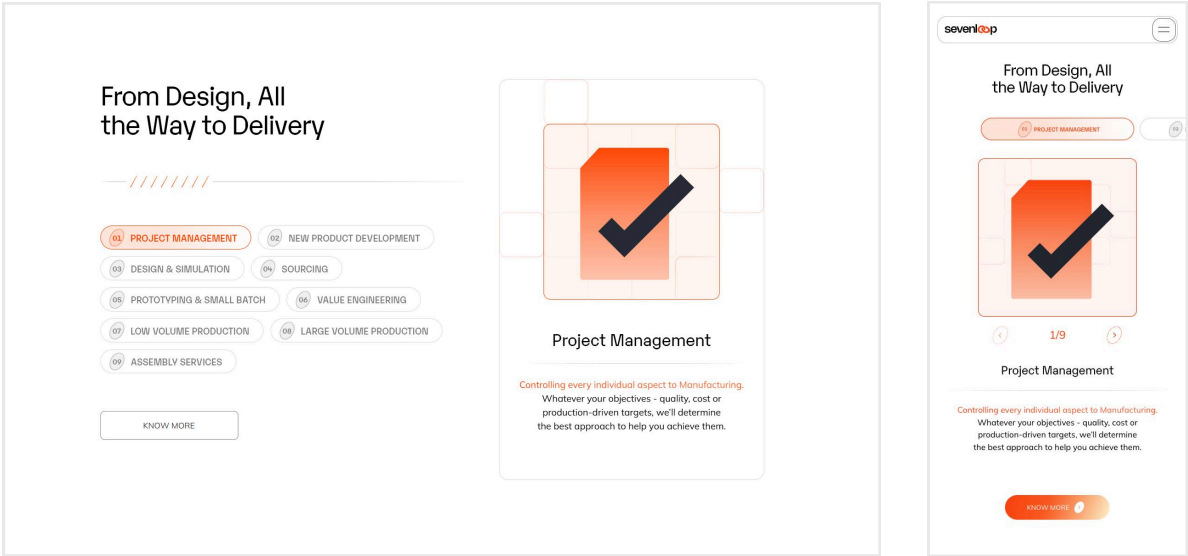 From Design, All
the Way to Delivery
01 PROJECT MANAGEMENT
02 NEW PRODUCT DEVELOPMENT
03 DESIGN & SIMULATION
04 SOURCING
05 PROTOTYPING & SMALL BATCH
06 VALUE ENGINEERING
07 LOW VOLUME PRODUCTION
08 LARGE VOLUME PRODUCTION
09 ASSEMBLY SERVICES
KNOW MORE
Project Management
Controlling every individual aspect to Manufacturing.
Whatever your objectives - quality, cost or
production-driven targets, we'll determine
the best approach to help you achieve them.
sevenloop
From Design, All
the Way to Delivery
01 PROJECT MANAGEMENT
02
1/9
Project Management
Controlling every individual aspect to Manufacturing.
Whatever your objectives - quality, cost or
production-driven targets, we'll determine
the best approach to help you achieve them.
KNOW MORE